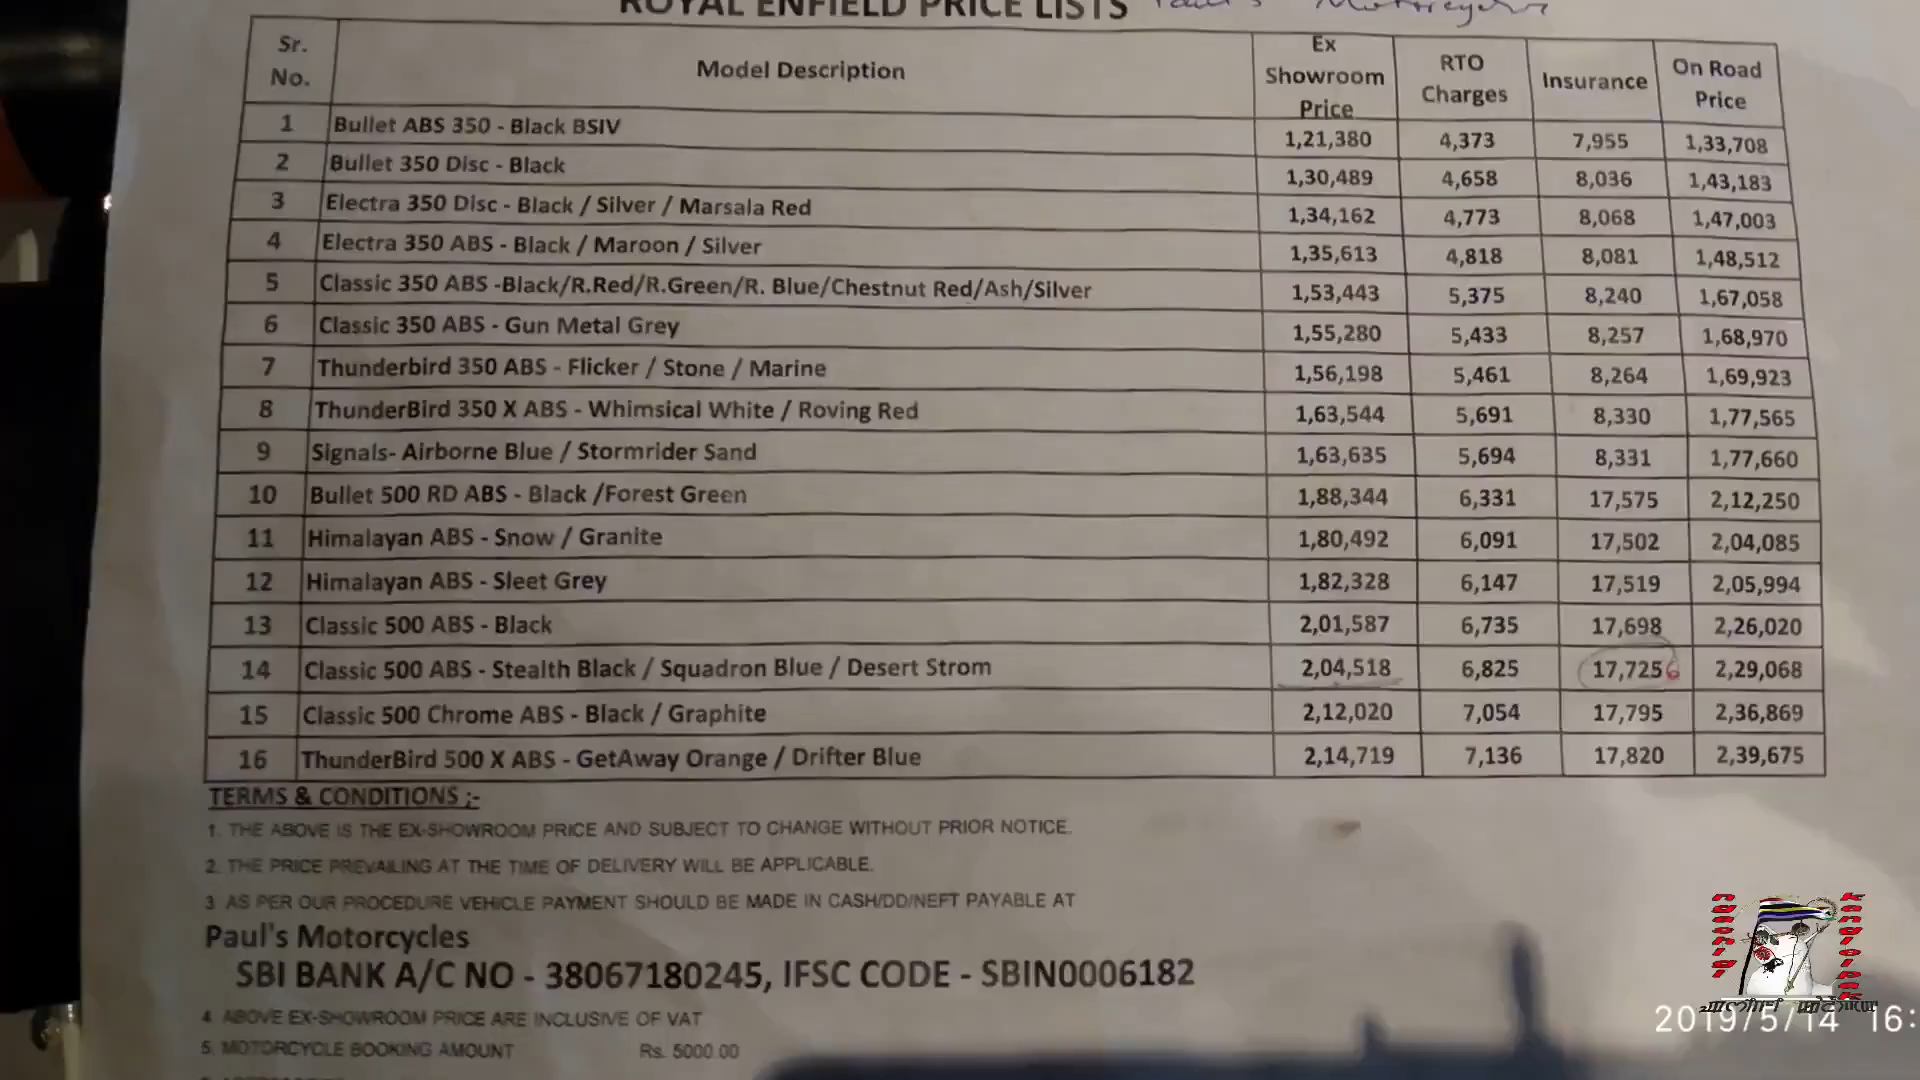 ROYAL ENFIELD PRICE LISTS Paul's Motorcycles
Sr. No. Model Description Ex Showroom Price RTO Charges Insurance On Road Price
1 Bullet ABS 350 - Black BSIV 1,21,380 4,373 7,955 1,33,708
2 Bullet 350 Disc - Black 1,30,489 4,658 8,036 1,43,183
3 Electra 350 Disc - Black / Silver / Marsala Red 1,34,162 4,773 8,068 1,47,003
4 Electra 350 ABS - Black / Maroon / Silver 1,35,613 4,818 8,081 1,48,512
5 Classic 350 ABS -Black/R.Red/R.Green/R. Blue/Chestnut Red/Ash/Silver 1,53,443 5,375 8,240 1,67,058
6 Classic 350 ABS - Gun Metal Grey 1,55,280 5,433 8,257 1,68,970
7 Thunderbird 350 ABS - Flicker / Stone / Marine 1,56,198 5,461 8,264 1,69,923
8 ThunderBird 350 X ABS - Whimsical White / Roving Red 1,63,544 5,691 8,330 1,77,565
9 Signals- Airborne Blue / Stormrider Sand 1,63,635 5,694 8,331 1,77,660
10 Bullet 500 RD ABS - Black /Forest Green 1,88,344 6,331 17,575 2,12,250
11 Himalayan ABS - Snow / Granite 1,80,492 6,091 17,502 2,04,085
12 Himalayan ABS - Sleet Grey 1,82,328 6,147 17,519 2,05,994
13 Classic 500 ABS - Black 2,01,587 6,735 17,698 2,26,020
14 Classic 500 ABS - Stealth Black / Squadron Blue / Desert Strom 2,04,518 6,825 17,725 2,29,068
15 Classic 500 Chrome ABS - Black / Graphite 2,12,020 7,054 17,795 2,36,869
16 ThunderBird 500 X ABS - GetAway Orange / Drifter Blue 2,14,719 7,136 17,820 2,39,675
TERMS & CONDITIONS ;-
1. THE ABOVE IS THE EX-SHOWROOM PRICE AND SUBJECT TO CHANGE WITHOUT PRIOR NOTICE.
2. THE PRICE PREVAILING AT THE TIME OF DELIVERY WILL BE APPLICABLE.
3 AS PER OUR PROCEDURE VEHICLE PAYMENT SHOULD BE MADE IN CASH/DD/NEFT PAYABLE AT
Paul's Motorcycles
SBI BANK A/C NO - 38067180245, IFSC CODE - SBIN0006182
4. ABOVE EX-SHOWROOM PRICE ARE INCLUSIVE OF VAT
5. MOTORCYCLE BOOKING AMOUNT Rs. 5000.00
2019/5/14 16: